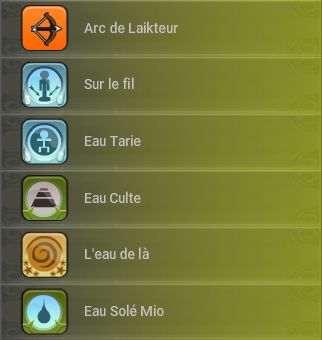 Arc de Laikteur
Sur le fil
Eau Tarie
Eau Culte
L'eau de là
Eau Solé Mio